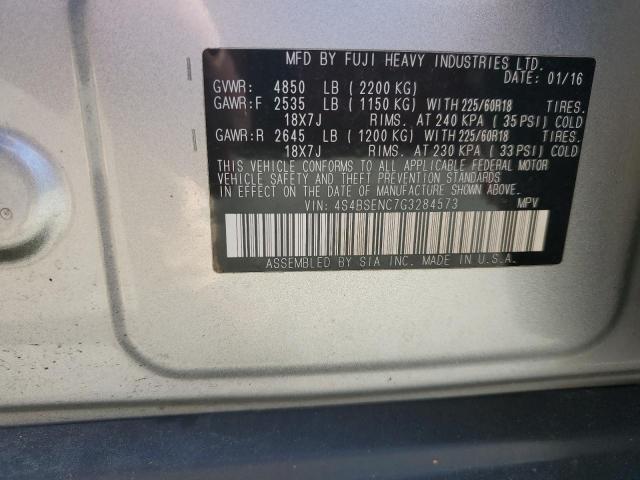 MFD BY FUJI HEAVY INDUSTRIES LTD.
DATE: 01/16
GVWR: 4850 LB ( 2200 KG)
GAWR:F 2535 LB ( 1150 KG) WITH 225/60R18 TIRES.
18X7J RIMS. AT 240 KPA ( 35 PSI) COLD
GAWR:R 2645 LB ( 1200 KG) WITH 225/60R18 TIRES.
18X7J RIMS. AT 230 KPA ( 33 PSI) COLD
THIS VEHICLE CONFORMS TO ALL APPLICABLE FEDERAL MOTOR
VEHICLE SAFETY AND THEFT PREVENTION STANDARDS
IN EFFECT ON THE DATE OF MANUFACTURE SHOWN ABOVE.
VIN: 4S4BSENC7G3284573 MPV
ASSEMBLED BY SIA INC. MADE IN U.S.A.